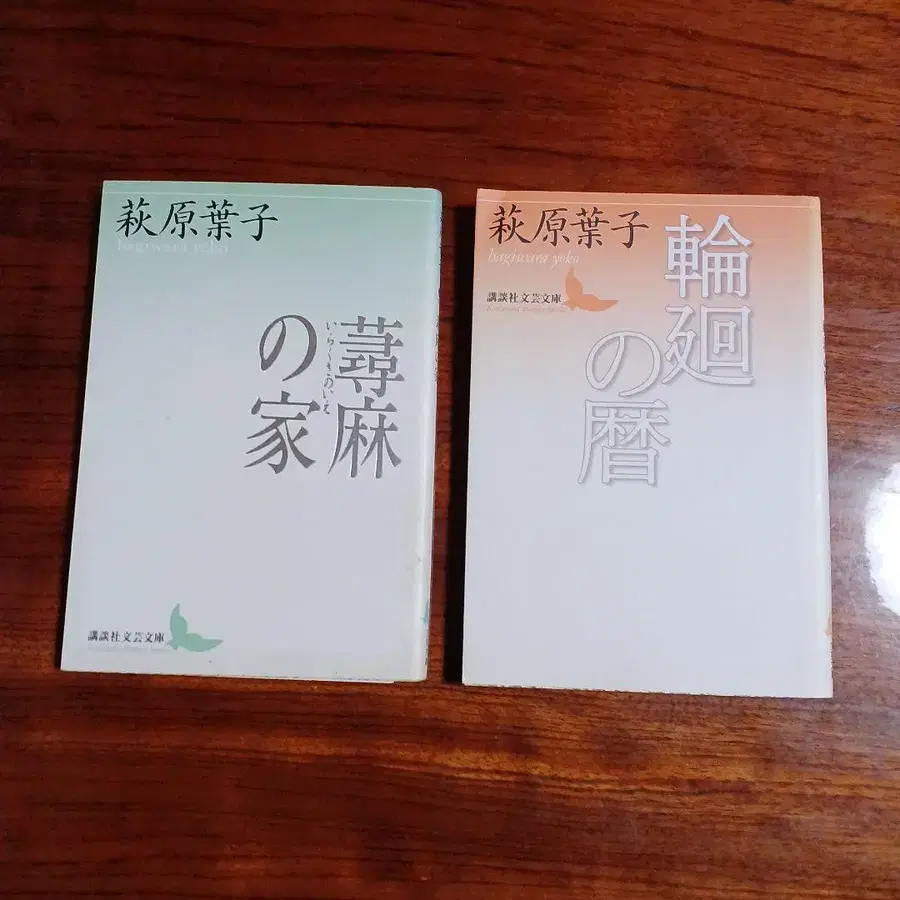 萩原葉子
hagiwara yoko
蕁麻
いらくさのいえ
の家
講談社文芸文庫
萩原葉子
hagiwara yoko
講談社文芸文庫
輪廻
の暦